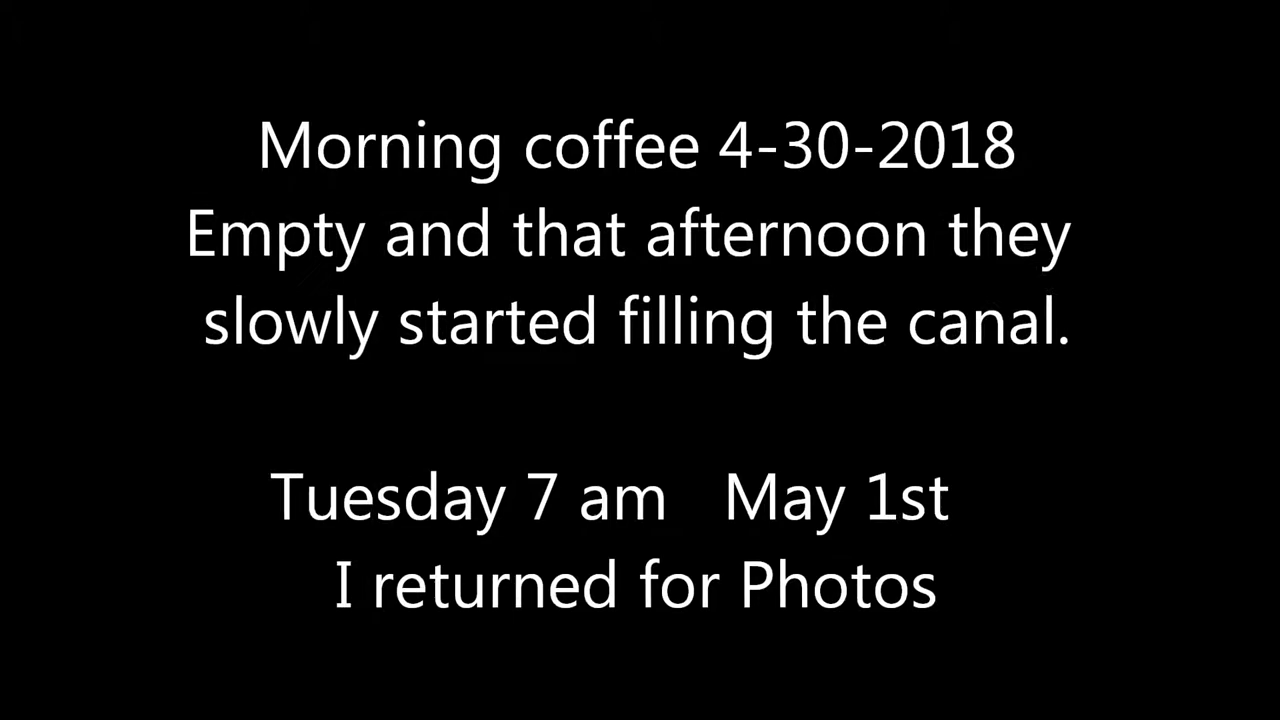 Morning coffee 4-30-2018
Empty and that afternoon they
slowly started filling the canal.
Tuesday 7 am May 1st
I returned for Photos